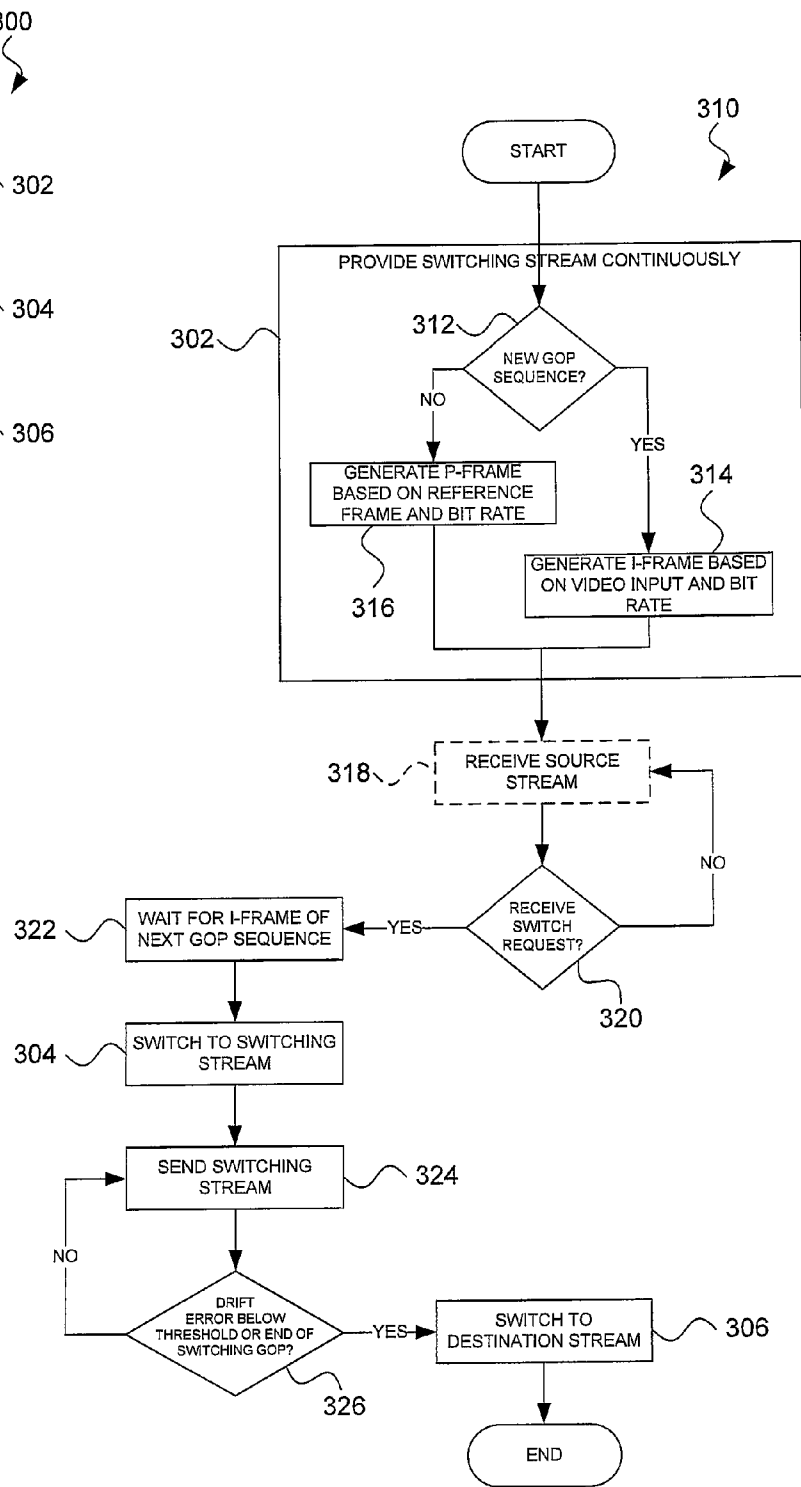 300
310
START
302
PROVIDE SWITCHING STREAM CONTINUOUSLY
304
312
302
NEW GOP
SEQUENCE?
NO
306
YES
GENERATE P-FRAME
BASED ON REFERENCE
FRAME AND BIT RATE
314
316
GENERATE I-FRAME BASED
ON VIDEO INPUT AND BIT
RATE
318
RECEIVE SOURCE
STREAM
NO
322
WAIT FOR I-FRAME OF
NEXT GOP SEQUENCE
YES
RECEIVE
SWITCH
REQUEST?
320
304
SWITCH TO SWITCHING
STREAM
SEND SWITCHING
STREAM
324
NO
DRIFT
ERROR BELOW
THRESHOLD OR END OF
SWITCHING GOP?
YES
SWITCH TO
DESTINATION STREAM
306
326
END